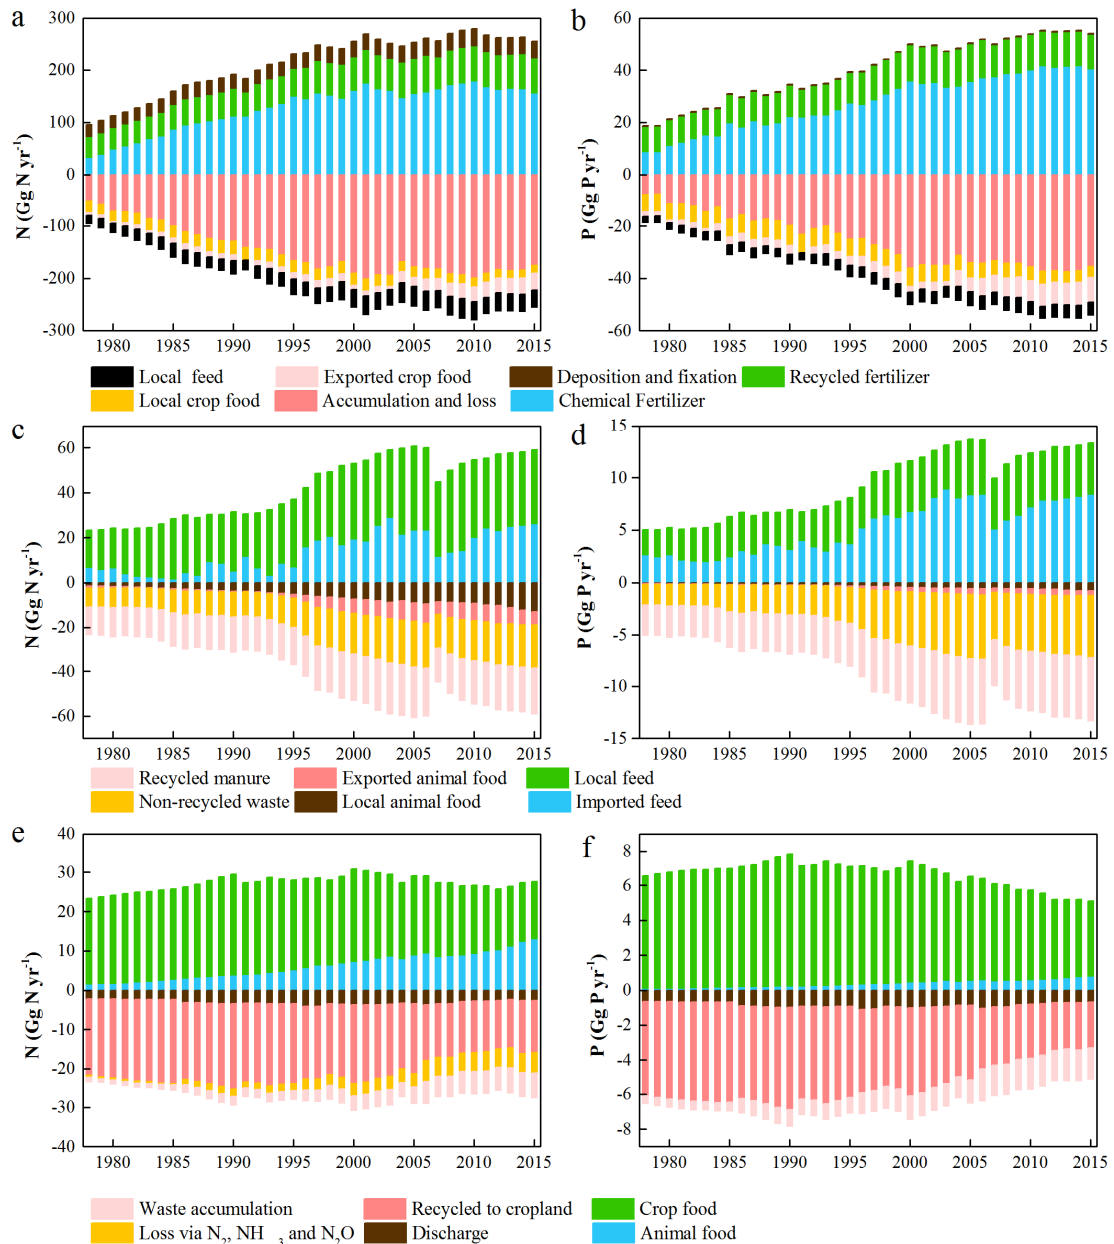 a
b
300
200
100
0
-100
-200
-300
N (Gg N yr-1)
1980 1985 1990 1995 2000 2005 2010 2015
60
40
20
0
-20
-40
-60
P (Gg P yr-1)
1980 1985 1990 1995 2000 2005 2010 2015
Local feed
Exported crop food
Deposition and fixation
Recycled fertilizer
Local crop food
Accumulation and loss
Chemical Fertilizer
c
d
60
40
20
0
-20
-40
-60
N (Gg N yr-1)
1980 1985 1990 1995 2000 2005 2010 2015
15
10
5
0
-5
-10
-15
P (Gg P yr-1)
1980 1985 1990 1995 2000 2005 2010 2015
Recycled manure
Exported animal food
Local feed
Non-recycled waste
Local animal food
Imported feed
e
f
40
30
20
10
0
-10
-20
-30
-40
N (Gg N yr-1)
1980 1985 1990 1995 2000 2005 2010 2015
8
6
4
2
0
-2
-4
-6
-8
P (Gg P yr-1)
1980 1985 1990 1995 2000 2005 2010 2015
Waste accumulation
Recycled to cropland
Crop food
Loss via N2, NH 3 and N2O
Discharge
Animal food